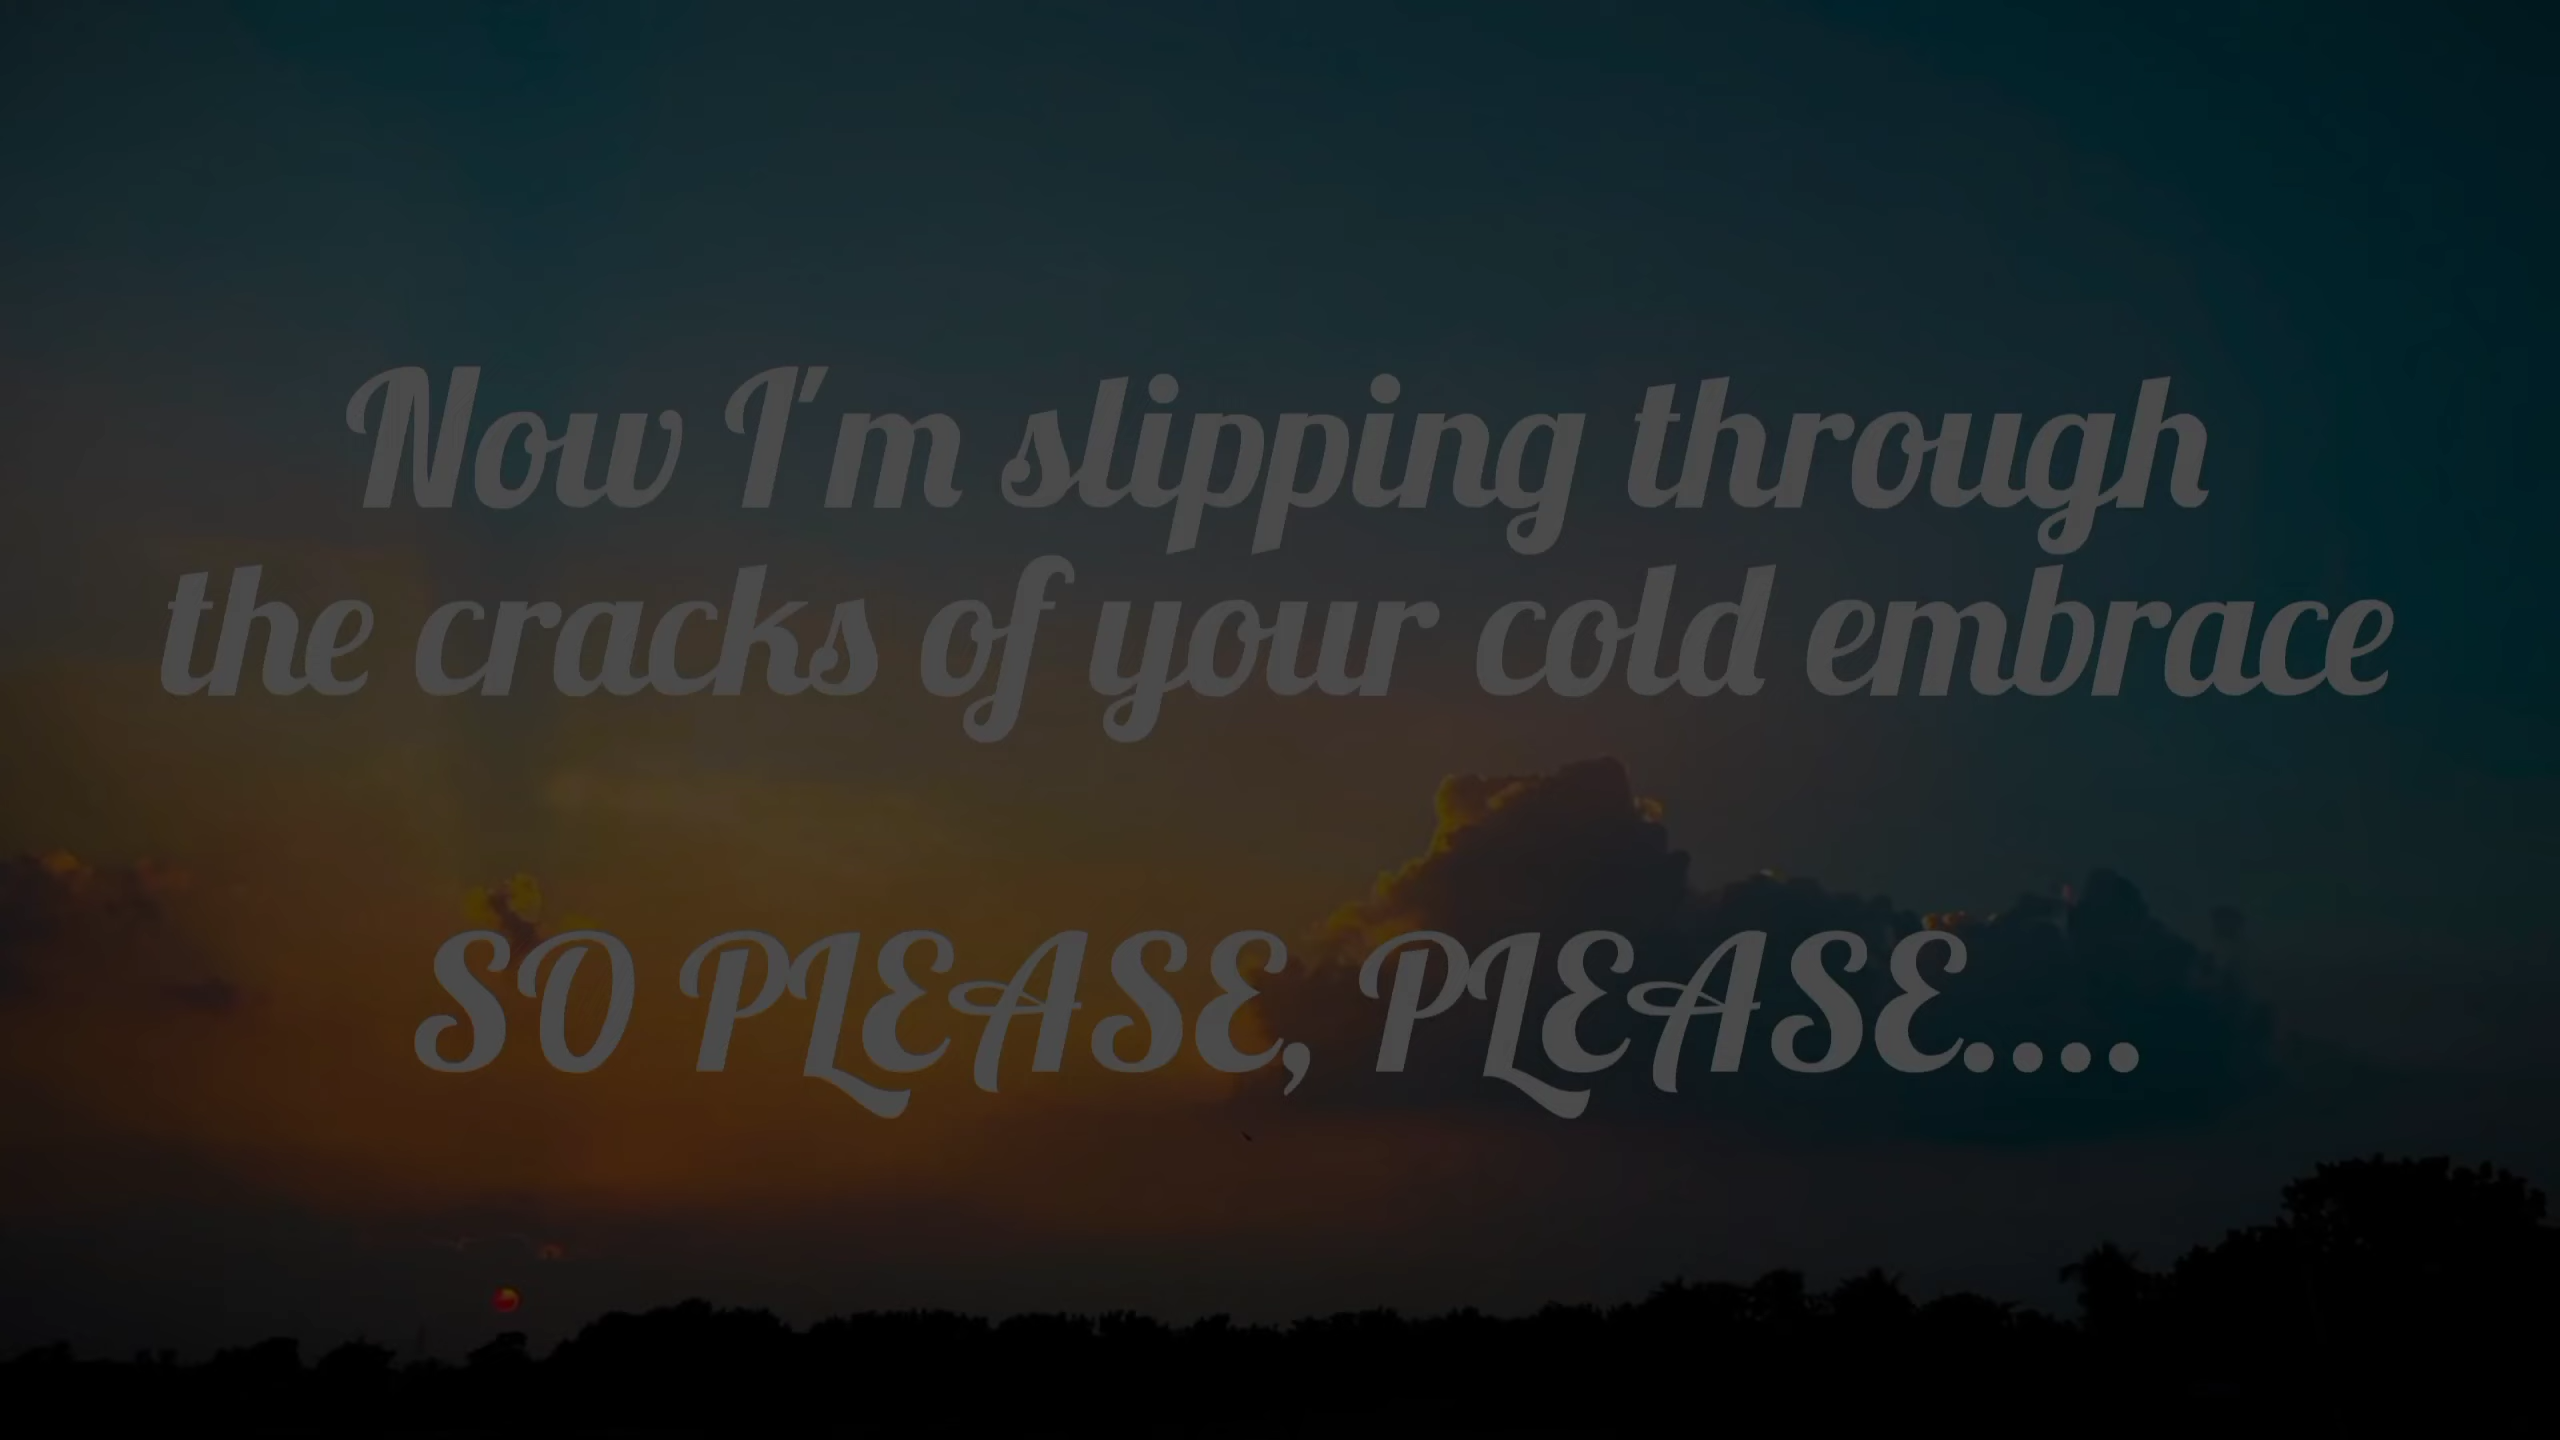 Now I'm slipping through
the cracks of your cold embrace
SO PLEASE, PLEASE....